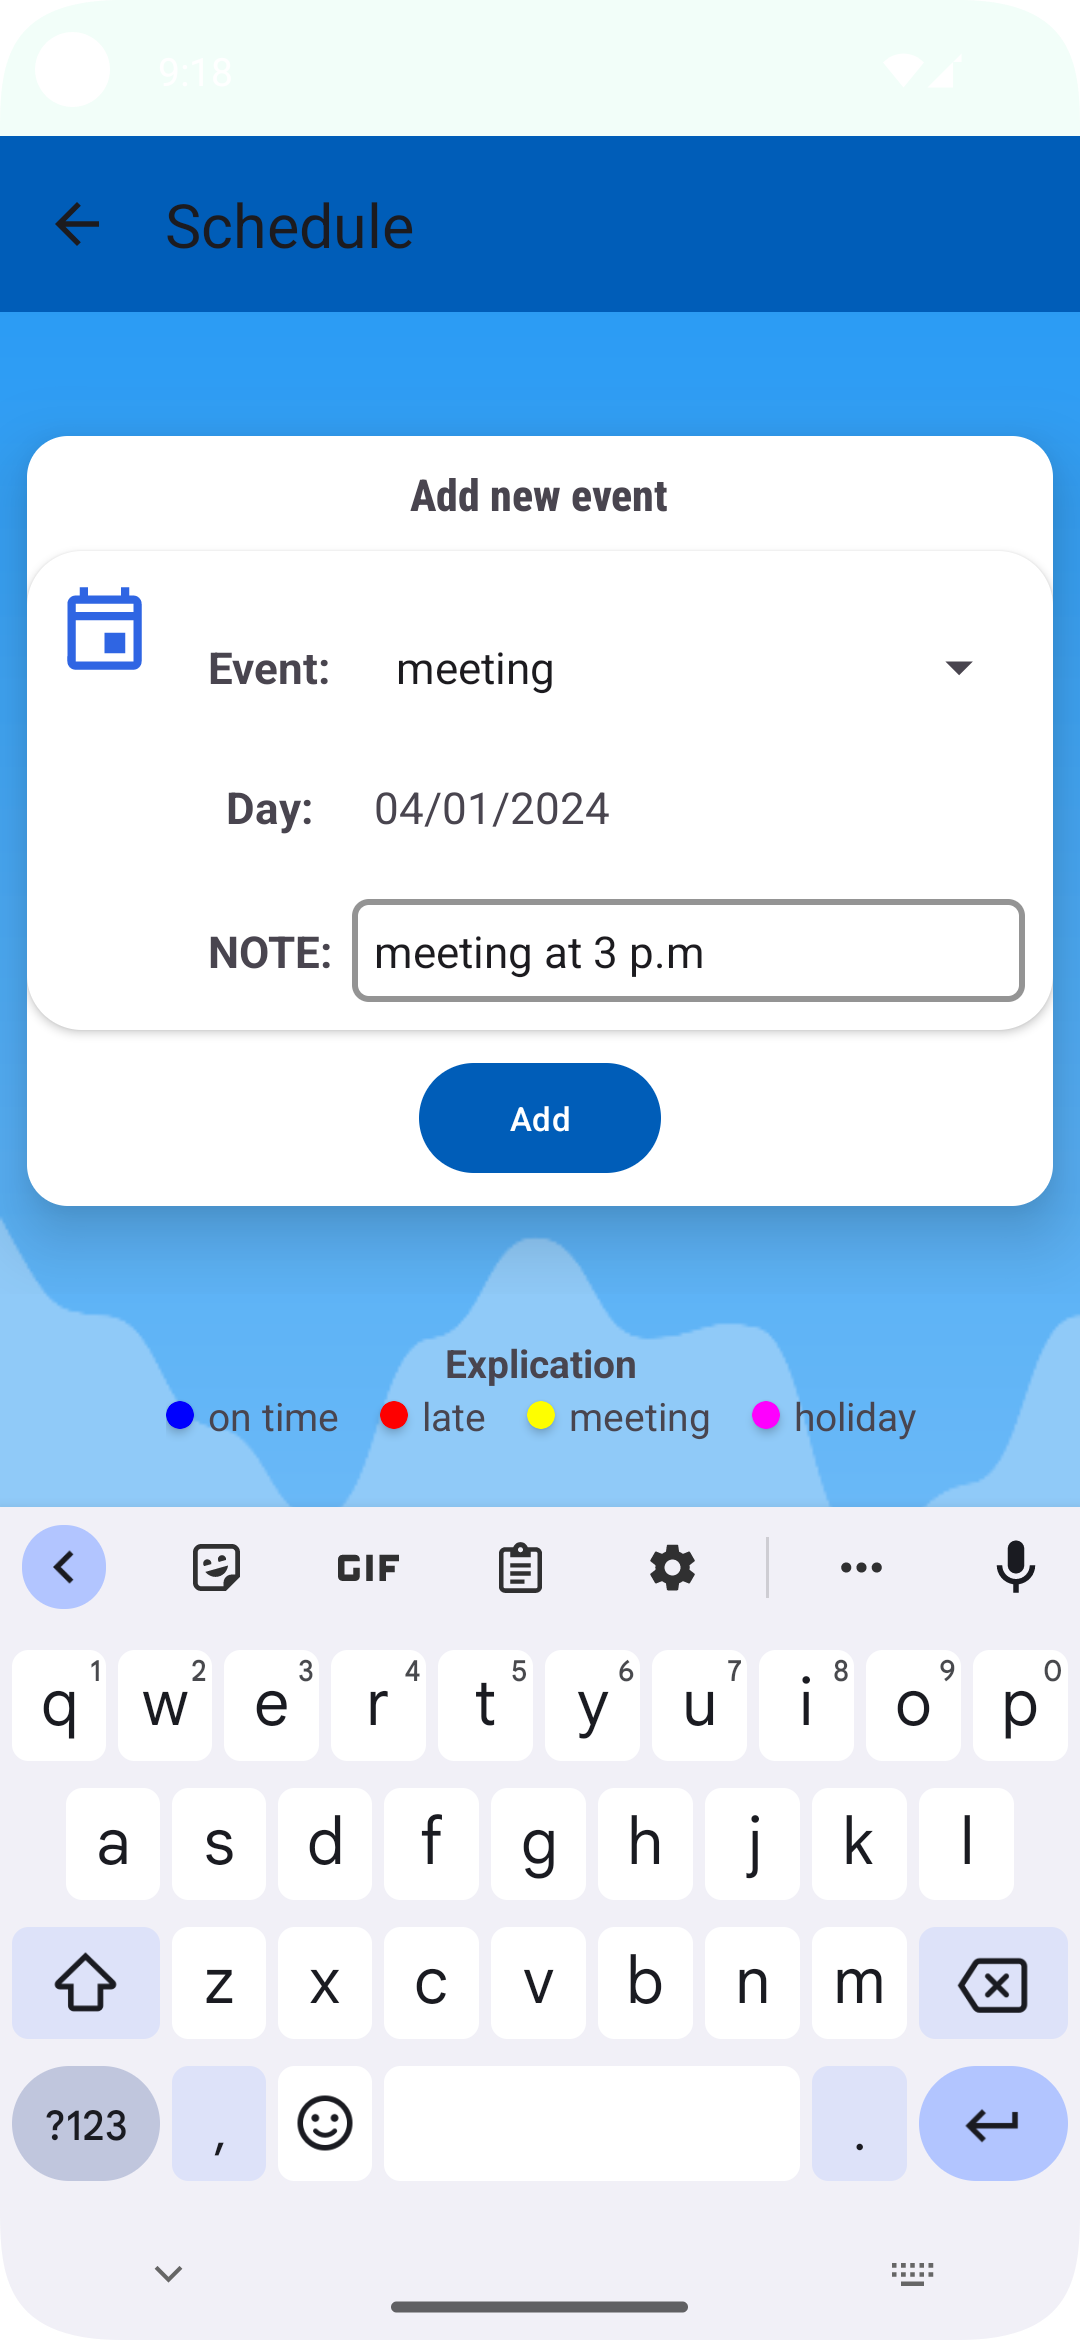 9:18
Schedule
Add new event
Event: meeting
Day: 04/01/2024
NOTE: meeting at 3 p.m
Add
Explication
on time late meeting holiday
GIF
q 1 w 2 e 3 r 4 t 5 y 6 u 7 i 8 o 9 p 0
a s d f g h j k l
z x c v b n m
?123 , .